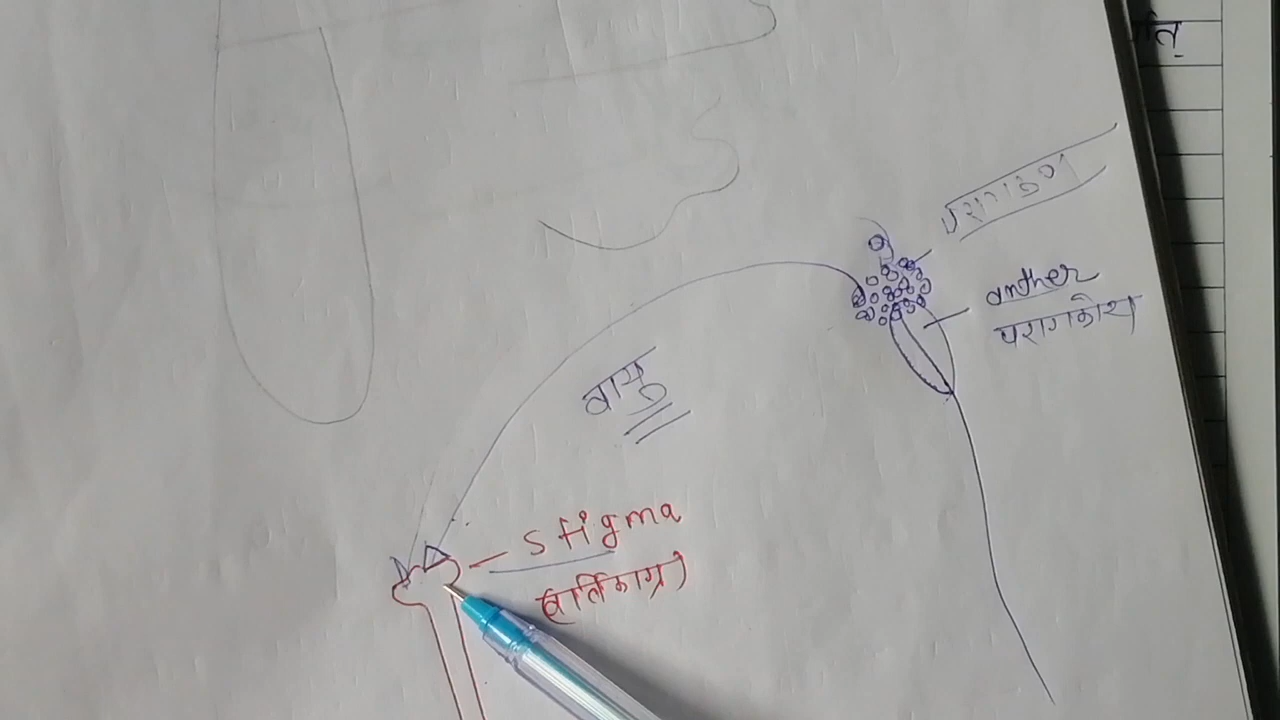 परागकण
anther
परागकोश
वायु
stigma
(वर्तिकाग्र)